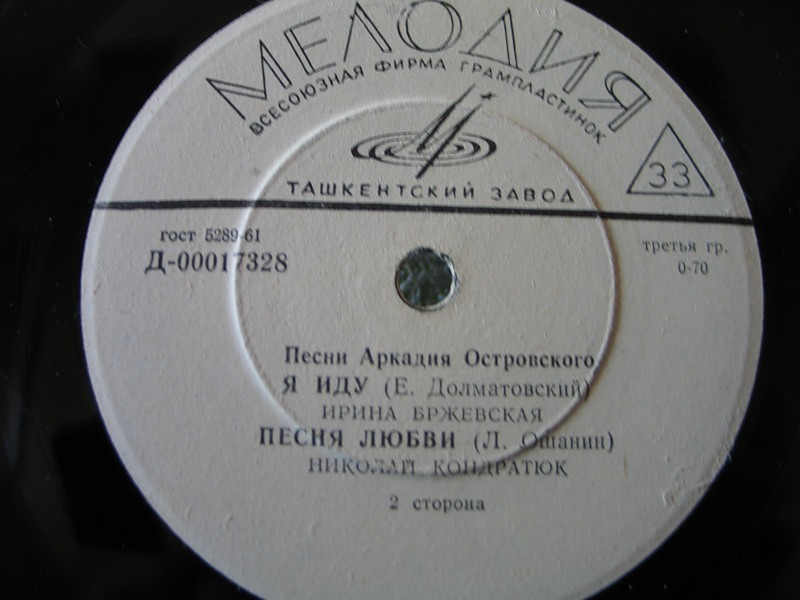 МЕЛОДИЯ
ВСЕСОЮЗНАЯ ФИРМА ГРАМПЛАСТИНОК
ТАШКЕНТСКИЙ ЗАВОД
33
гост 5289-61
Д-00017328
третья гр.
0-70
Песни Аркадия Островского
Я ИДУ (Е. Долматовский)
ИРИНА БРЖЕВСКАЯ
ПЕСНЯ ЛЮБВИ (Л. Ошанин)
НИКОЛАЙ КОНДРАТЮК
2 сторона